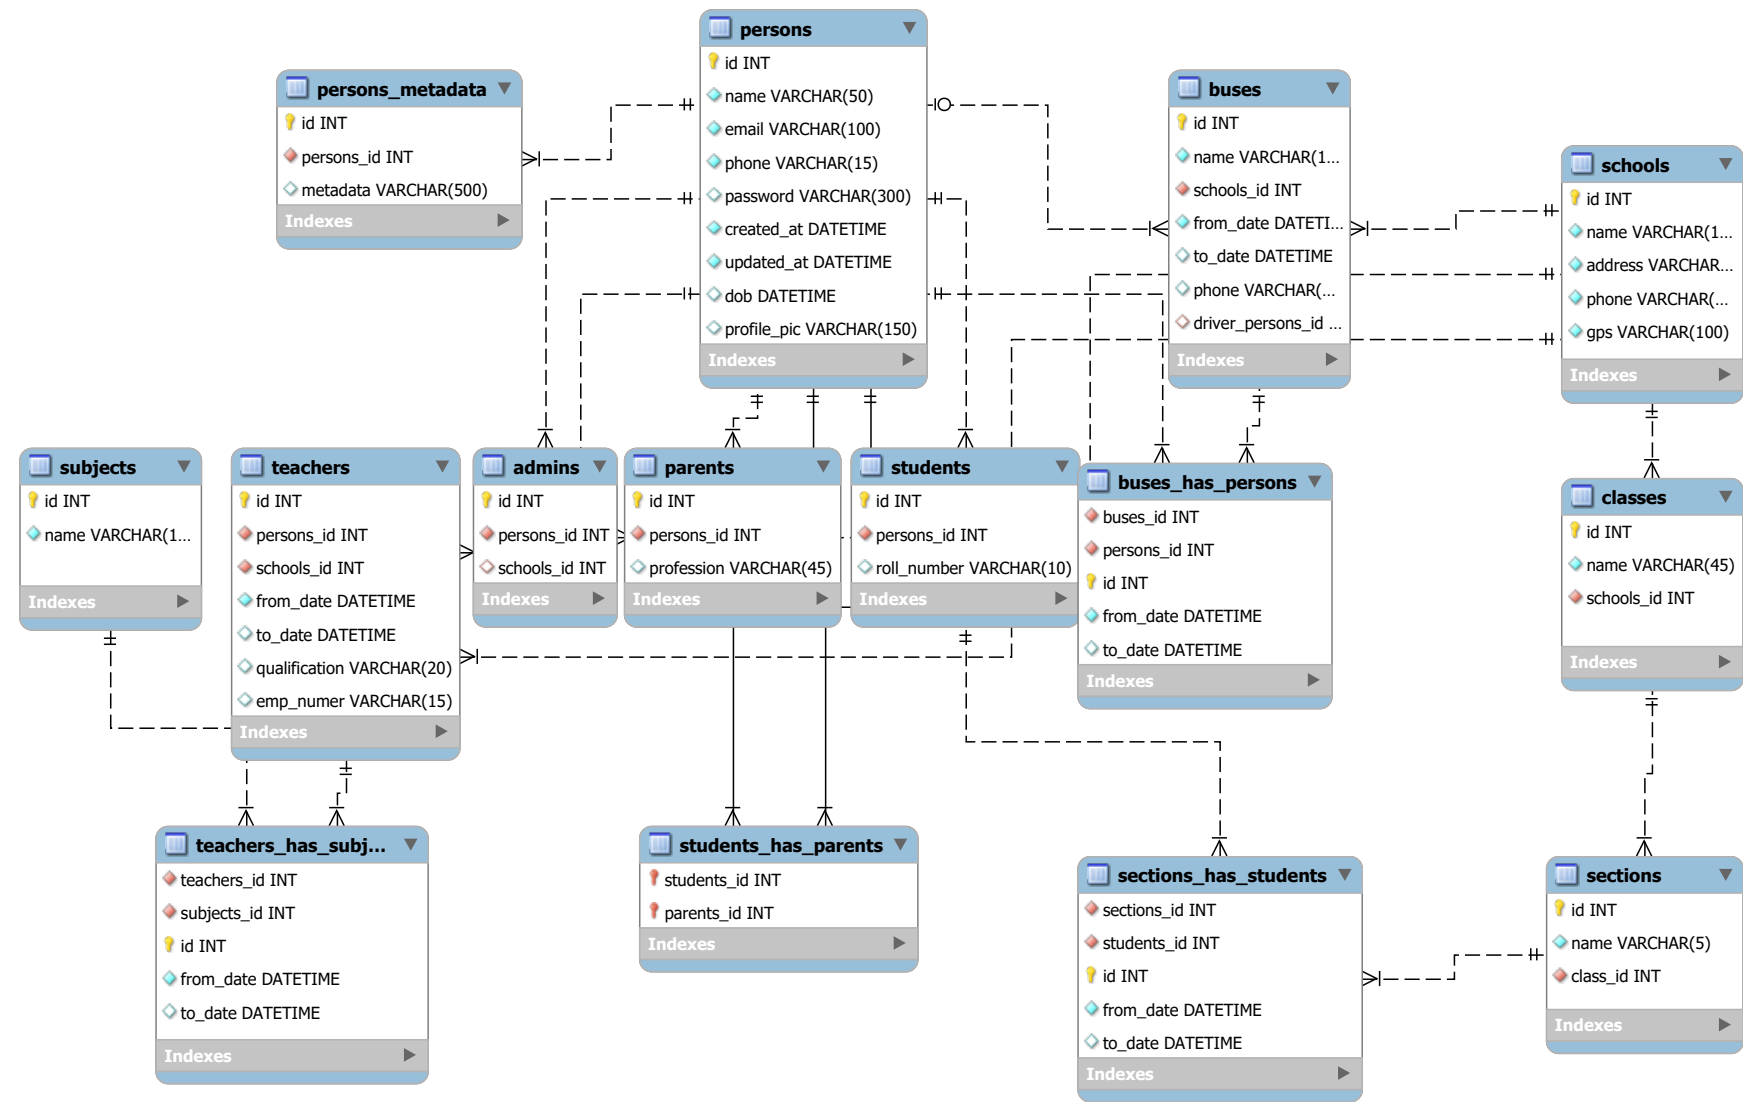 persons
id INT
name VARCHAR(50)
email VARCHAR(100)
phone VARCHAR(15)
password VARCHAR(300)
created_at DATETIME
updated_at DATETIME
dob DATETIME
profile_pic VARCHAR(150)
Indexes
persons_metadata
id INT
persons_id INT
metadata VARCHAR(500)
Indexes
buses
id INT
name VARCHAR(1...
schools_id INT
from_date DATETI...
to_date DATETIME
phone VARCHAR(...
driver_persons_id ...
Indexes
schools
id INT
name VARCHAR(1...
address VARCHAR...
phone VARCHAR(...
gps VARCHAR(100)
Indexes
subjects
id INT
name VARCHAR(1...
Indexes
teachers
id INT
persons_id INT
schools_id INT
from_date DATETIME
to_date DATETIME
qualification VARCHAR(20)
emp_numer VARCHAR(15)
Indexes
admins
id INT
persons_id INT
schools_id INT
Indexes
parents
id INT
persons_id INT
profession VARCHAR(45)
Indexes
students
id INT
persons_id INT
roll_number VARCHAR(10)
Indexes
buses_has_persons
buses_id INT
persons_id INT
id INT
from_date DATETIME
to_date DATETIME
Indexes
classes
id INT
name VARCHAR(45)
schools_id INT
Indexes
teachers_has_subj...
teachers_id INT
subjects_id INT
id INT
from_date DATETIME
to_date DATETIME
Indexes
students_has_parents
students_id INT
parents_id INT
Indexes
sections_has_students
sections_id INT
students_id INT
id INT
from_date DATETIME
to_date DATETIME
Indexes
sections
id INT
name VARCHAR(5)
class_id INT
Indexes